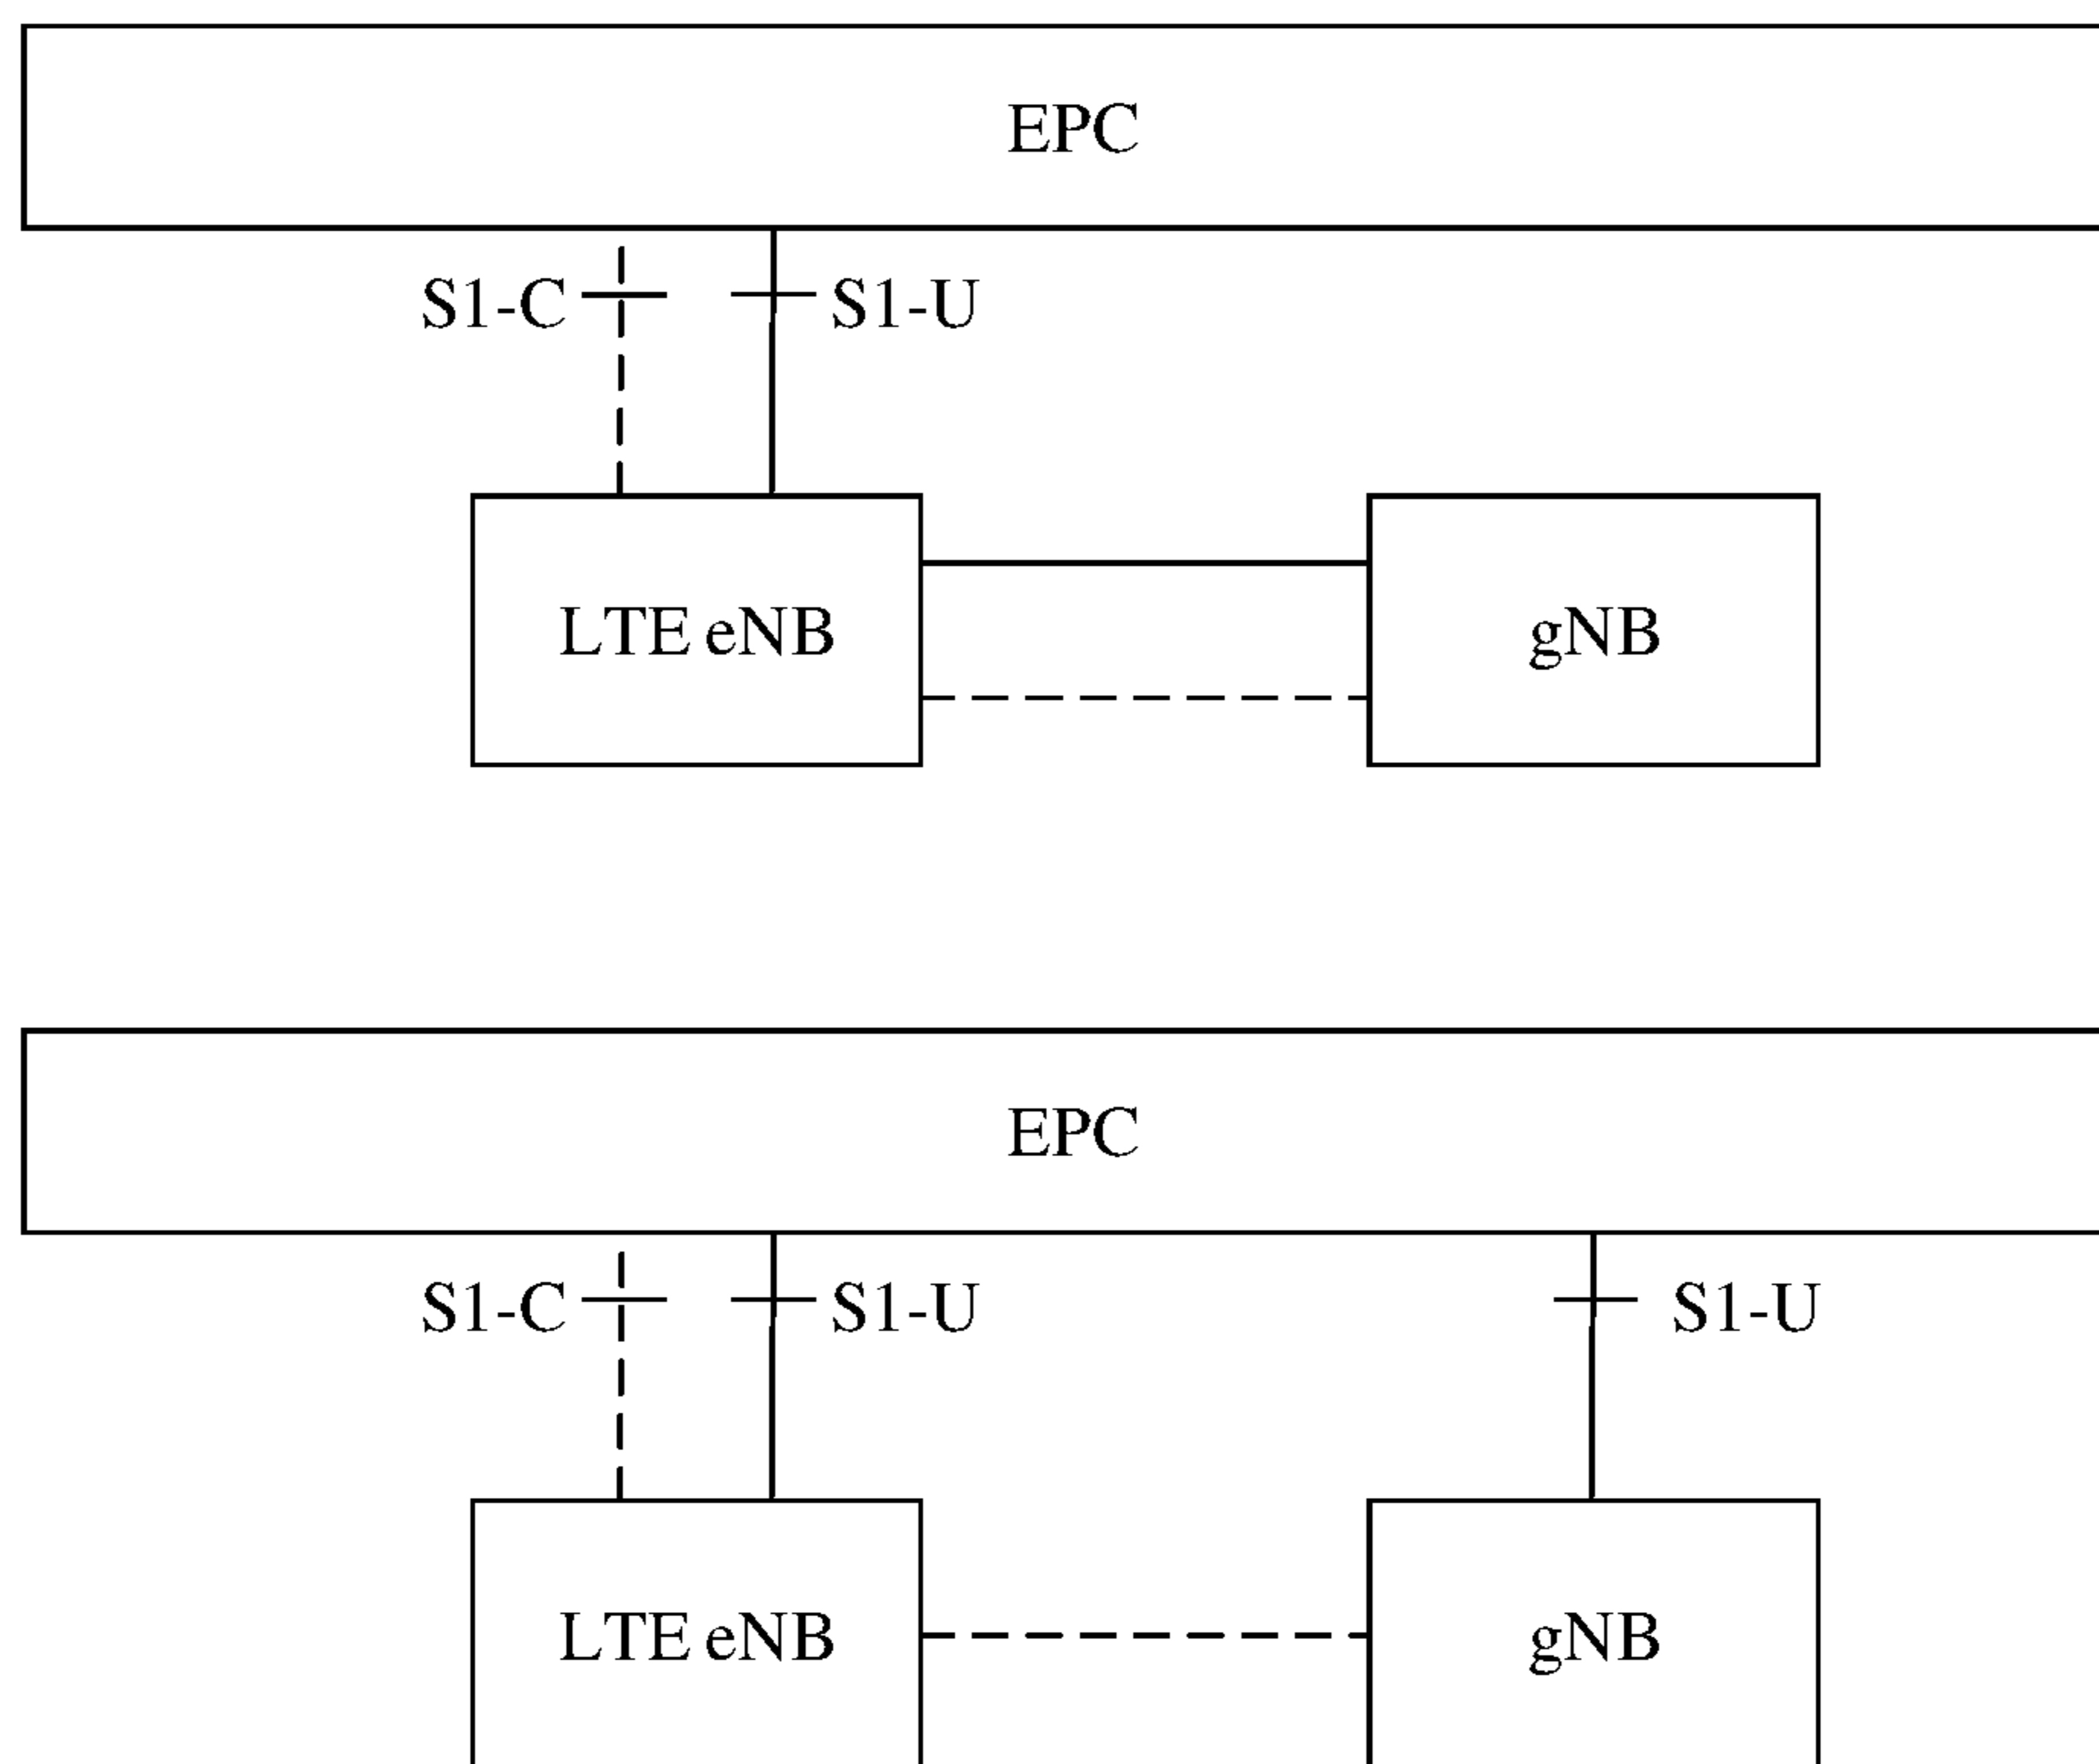 EPC
S1-C S1-U
LTE eNB gNB
EPC
S1-C S1-U S1-U
LTE eNB gNB